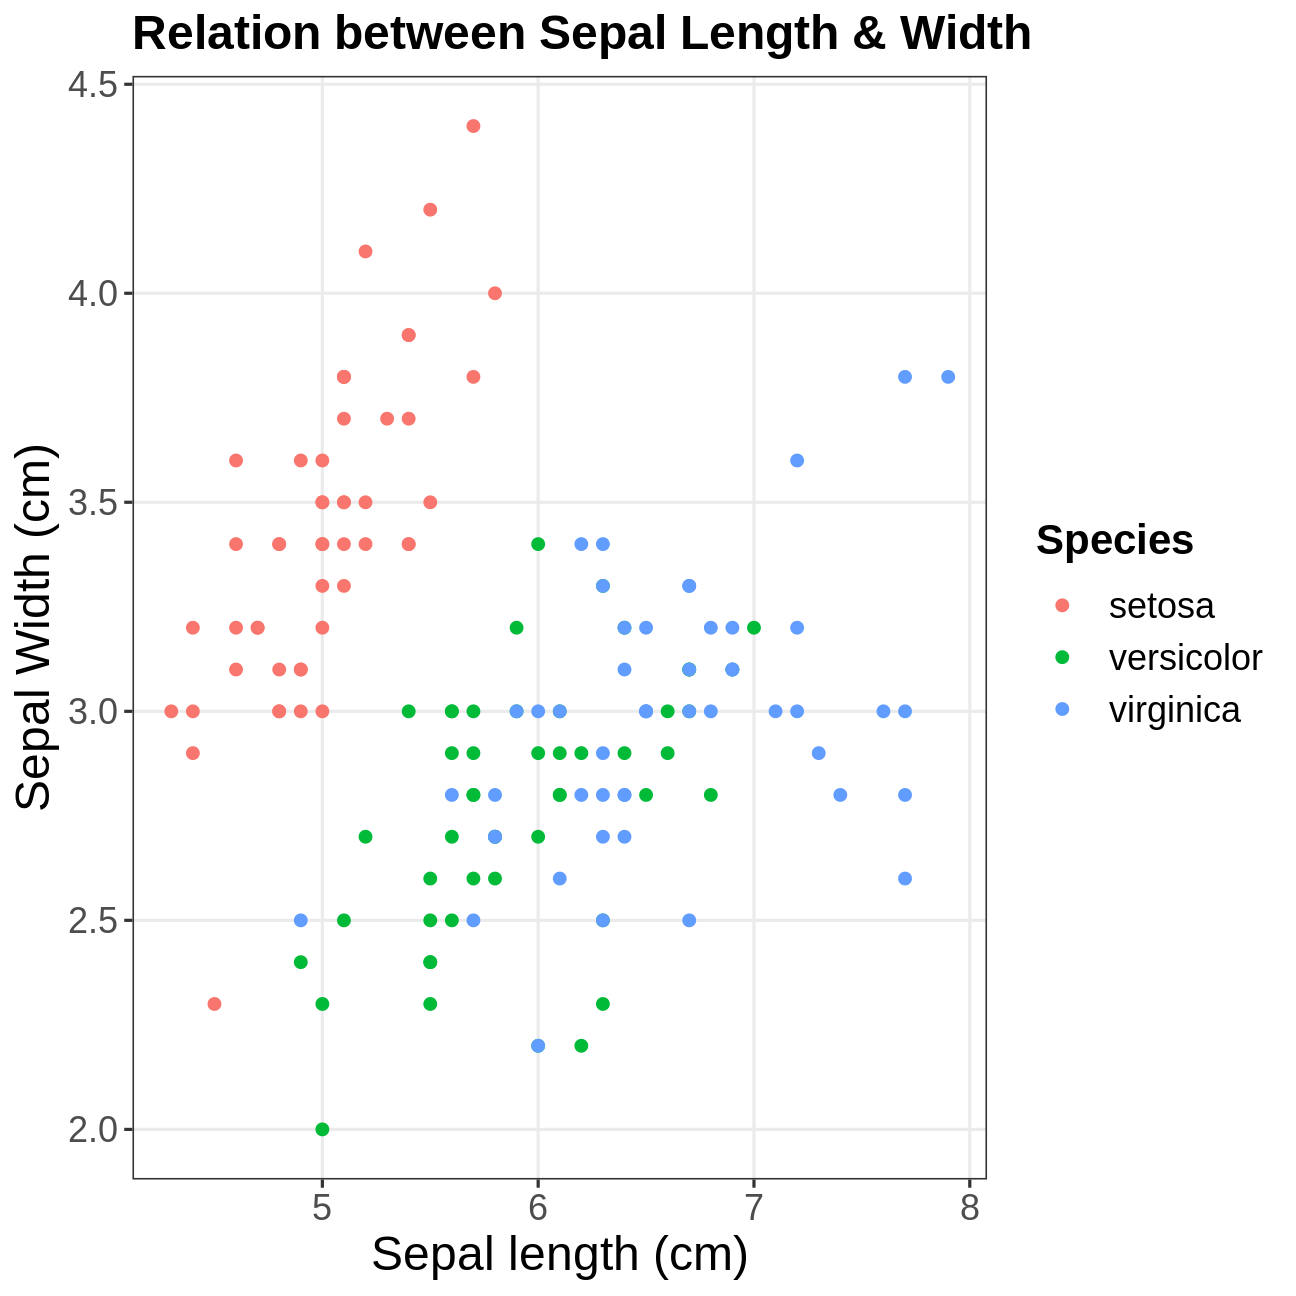 Relation between Sepal Length & Width
4.5
4.0
3.5
3.0
2.5
2.0
Sepal Width (cm)
5 6 7 8
Sepal length (cm)
Species
setosa
versicolor
virginica